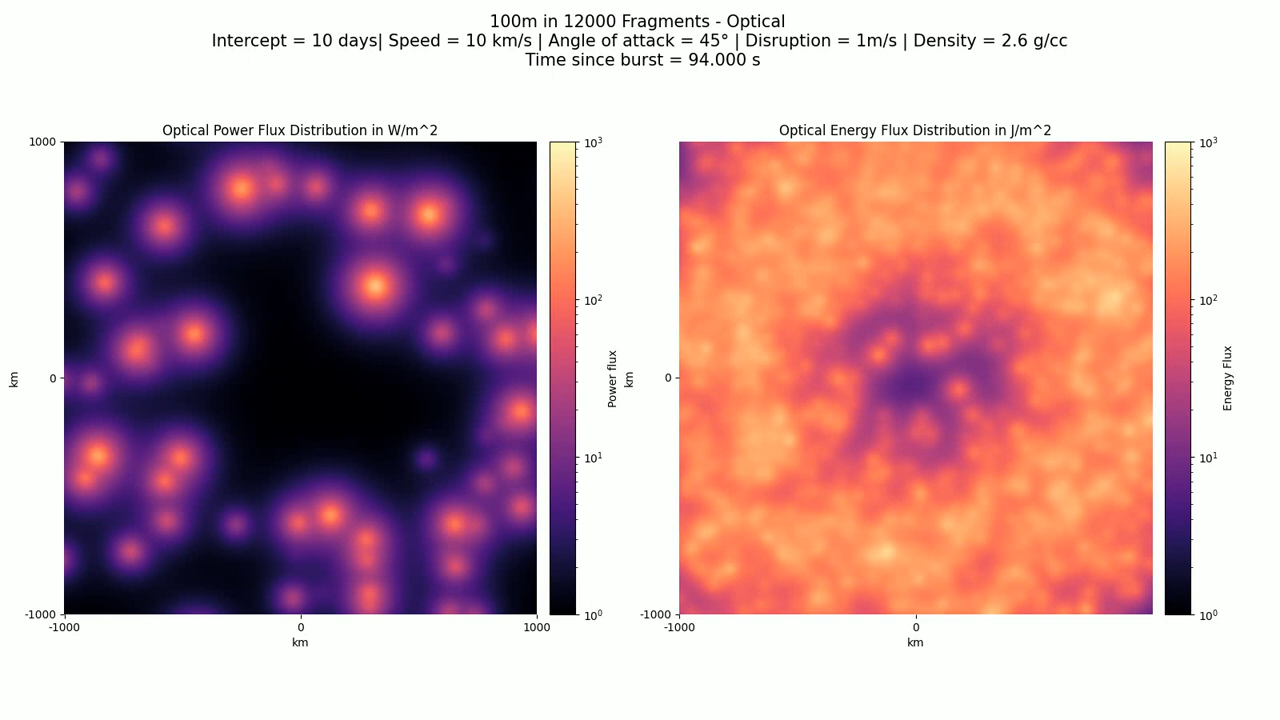 100m in 12000 Fragments - Optical
Intercept = 10 days| Speed = 10 km/s | Angle of attack = 45° | Disruption = 1m/s | Density = 2.6 g/cc
Time since burst = 94.000 s
Optical Power Flux Distribution in W/m^2
1000
0
-1000
km
-1000
0
1000
km
10³
10²
10¹
10⁰
Power flux
Optical Energy Flux Distribution in J/m^2
0
-1000
km
-1000
0
km
10³
10²
10¹
10⁰
Energy Flux